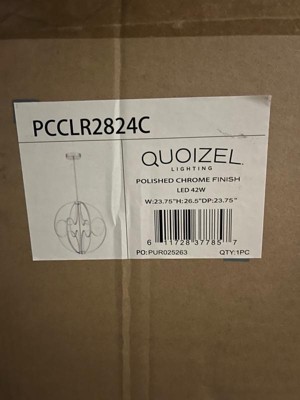 PCCLR2824C
QUOIZEL
LIGHTING
POLISHED CHROME FINISH
LED 42W
W:23.75"H:26.5"DP:23.75"
6 11728 37785 7
PO:PUR025263 QTY:1PC